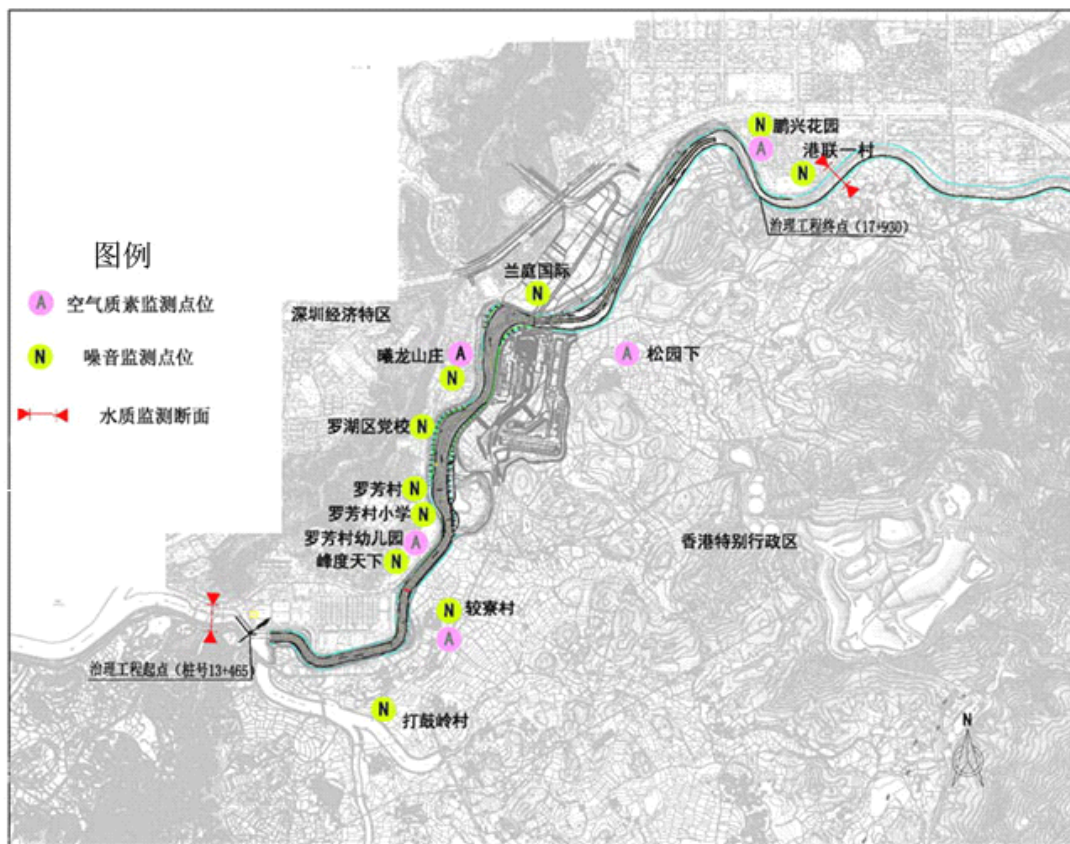 N 鹏兴花园
A
港联一村
N
治理工程终点（17+930）
图例
兰庭国际
N
A 空气质素监测点位
深圳经济特区
曦龙山庄 A
N
A 松园下
N 噪音监测点位
水质监测断面
罗湖区党校 N
罗芳村 N
罗芳村小学 N
罗芳村幼儿园 A
峰度天下 N
香港特别行政区
N 较寮村
A
治理工程起点（桩号13+465）
N
打鼓岭村
N